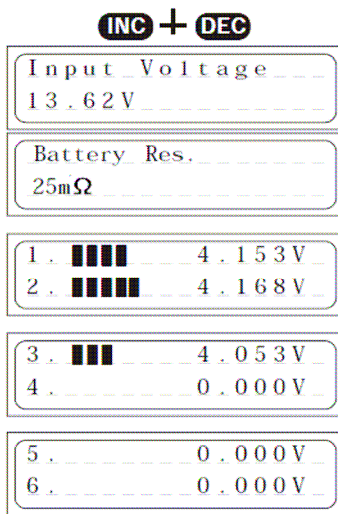 INC + DEC
Input Voltage
13.62V
Battery Res.
25mΩ
1. 4.153V
2. 4.168V
3. 4.053V
4. 0.000V
5. 0.000V
6. 0.000V